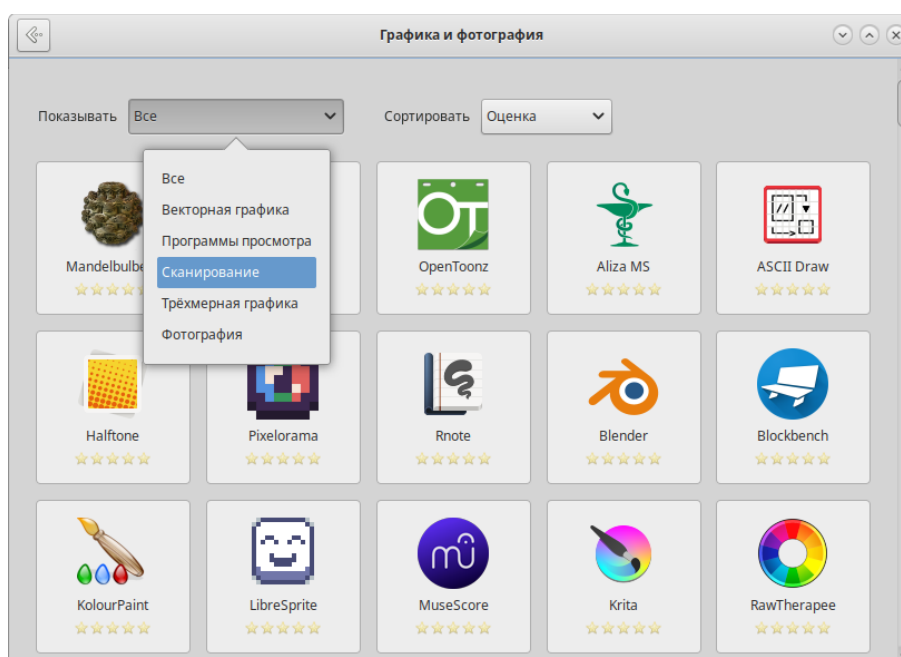 Графика и фотография
Показывать Все Сортировать Оценка
Все
Векторная графика
Программы просмотра
Сканирование
Трёхмерная графика
Фотография
OpenToonz Aliza MS ASCII Draw
Halftone Pixelorama Rnote Blender Blockbench
KolourPaint LibreSprite MuseScore Krita RawTherapee